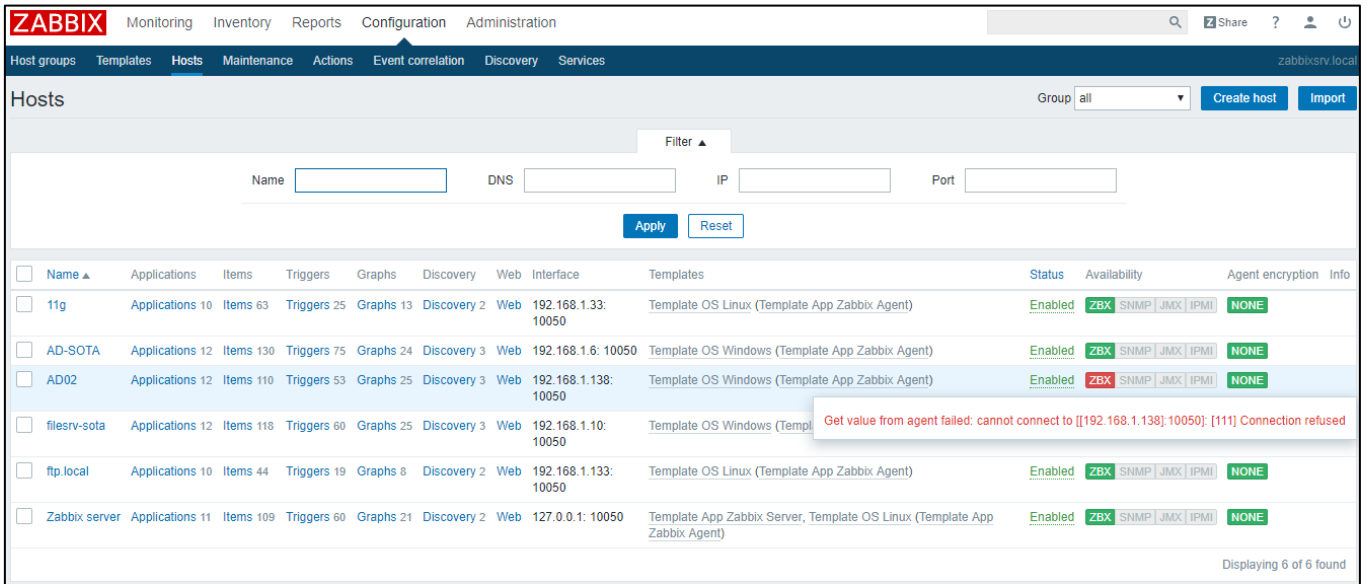 ZABBIX Monitoring Inventory Reports Configuration Administration Z Share ?
Host groups Templates Hosts Maintenance Actions Event correlation Discovery Services zabbixsrv.local
Hosts Group all Create host Import
Filter ▲
Name DNS IP Port
Apply Reset
Name ▲ Applications Items Triggers Graphs Discovery Web Interface Templates Status Availability Agent encryption Info
11g Applications 10 Items 63 Triggers 25 Graphs 13 Discovery 2 Web 192.168.1.33: Template OS Linux (Template App Zabbix Agent) Enabled ZBX SNMP JMX IPMI NONE
10050
AD-SOTA Applications 12 Items 130 Triggers 75 Graphs 24 Discovery 3 Web 192.168.1.6: 10050 Template OS Windows (Template App Zabbix Agent) Enabled ZBX SNMP JMX IPMI NONE
AD02 Applications 12 Items 110 Triggers 53 Graphs 25 Discovery 3 Web 192.168.1.138: Template OS Windows (Template App Zabbix Agent) Enabled ZBX SNMP JMX IPMI NONE
10050
Get value from agent failed: cannot connect to [[192.168.1.138]:10050]: [111] Connection refused
filesrv-sota Applications 12 Items 118 Triggers 60 Graphs 25 Discovery 3 Web 192.168.1.10: Template OS Windows (Templ
10050
ftp.local Applications 10 Items 44 Triggers 19 Graphs 8 Discovery 2 Web 192.168.1.133: Template OS Linux (Template App Zabbix Agent) Enabled ZBX SNMP JMX IPMI NONE
10050
Zabbix server Applications 11 Items 109 Triggers 60 Graphs 21 Discovery 2 Web 127.0.0.1: 10050 Template App Zabbix Server, Template OS Linux (Template App Enabled ZBX SNMP JMX IPMI NONE
Zabbix Agent)
Displaying 6 of 6 found